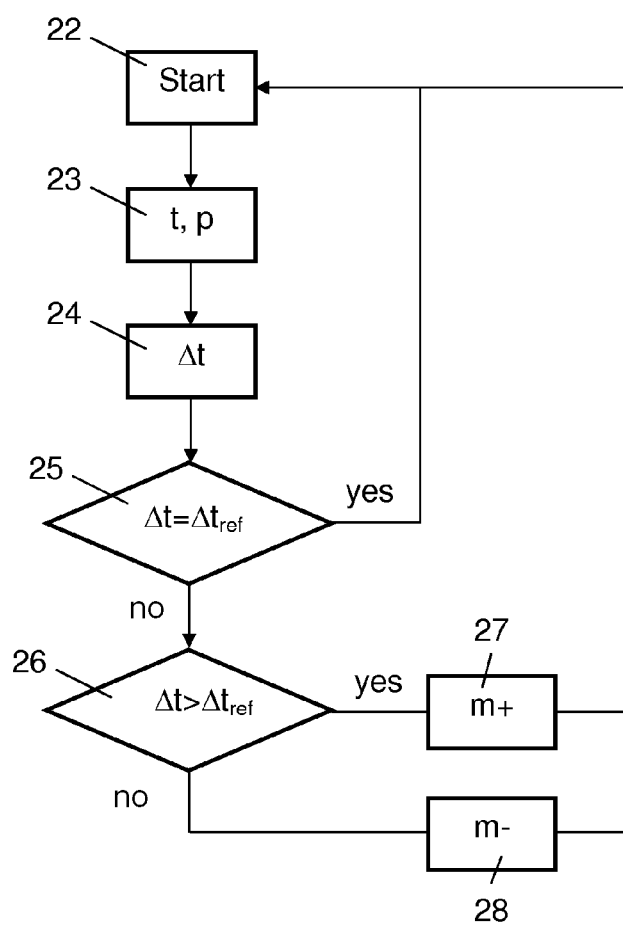 22
Start
23
t, p
24
Δt
25
yes
Δt=Δtref
no
27
26
yes
Δt>Δtref
m+
no
m-
28